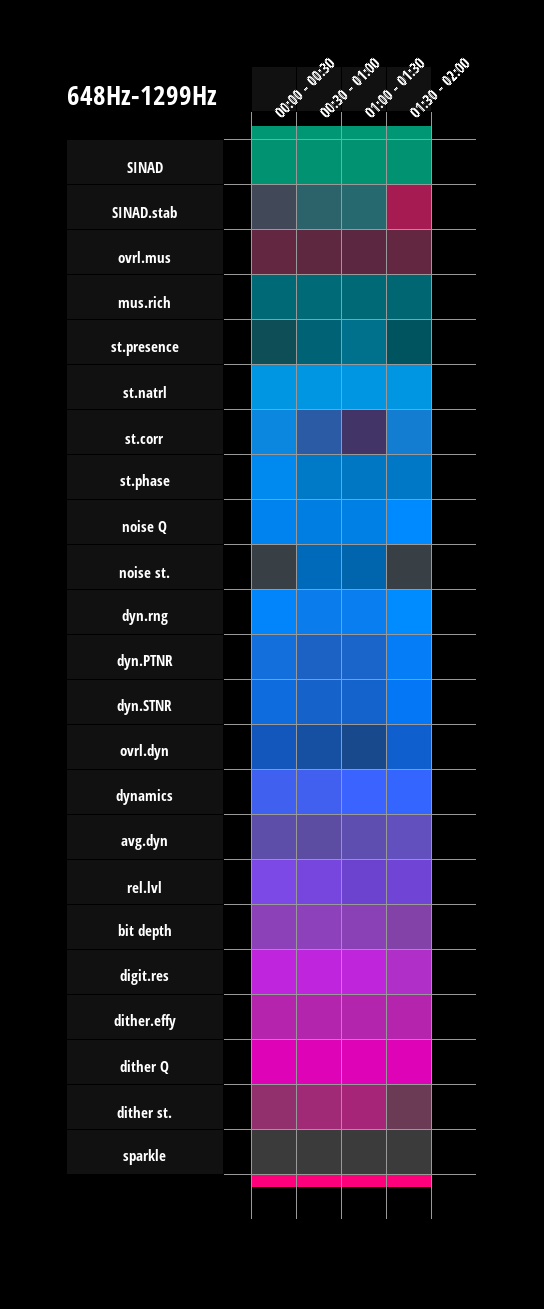 648Hz-1299Hz
00:00 - 00:30
00:30 - 01:00
01:00 - 01:30
01:30 - 02:00
SINAD
SINAD.stab
ovrl.mus
mus.rich
st.presence
st.natrl
st.corr
st.phase
noise Q
noise st.
dyn.rng
dyn.PTNR
dyn.STNR
ovrl.dyn
dynamics
avg.dyn
rel.lvl
bit depth
digit.res
dither.effy
dither Q
dither st.
sparkle